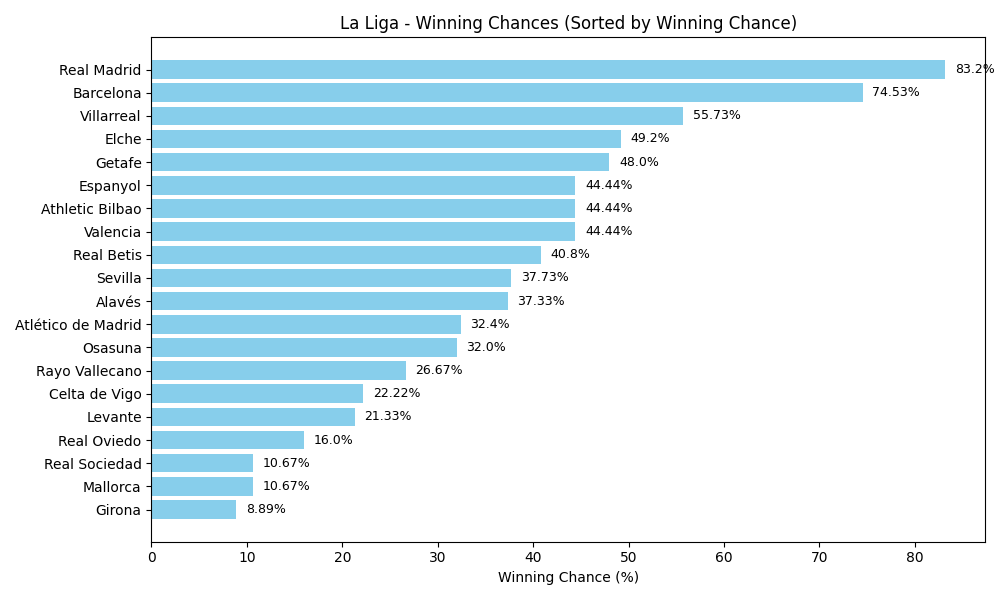 La Liga - Winning Chances (Sorted by Winning Chance)
Real Madrid 83.2%
Barcelona 74.53%
Villarreal 55.73%
Elche 49.2%
Getafe 48.0%
Espanyol 44.44%
Athletic Bilbao 44.44%
Valencia 44.44%
Real Betis 40.8%
Sevilla 37.73%
Alavés 37.33%
Atlético de Madrid 32.4%
Osasuna 32.0%
Rayo Vallecano 26.67%
Celta de Vigo 22.22%
Levante 21.33%
Real Oviedo 16.0%
Real Sociedad 10.67%
Mallorca 10.67%
Girona 8.89%
0 10 20 30 40 50 60 70 80
Winning Chance (%)